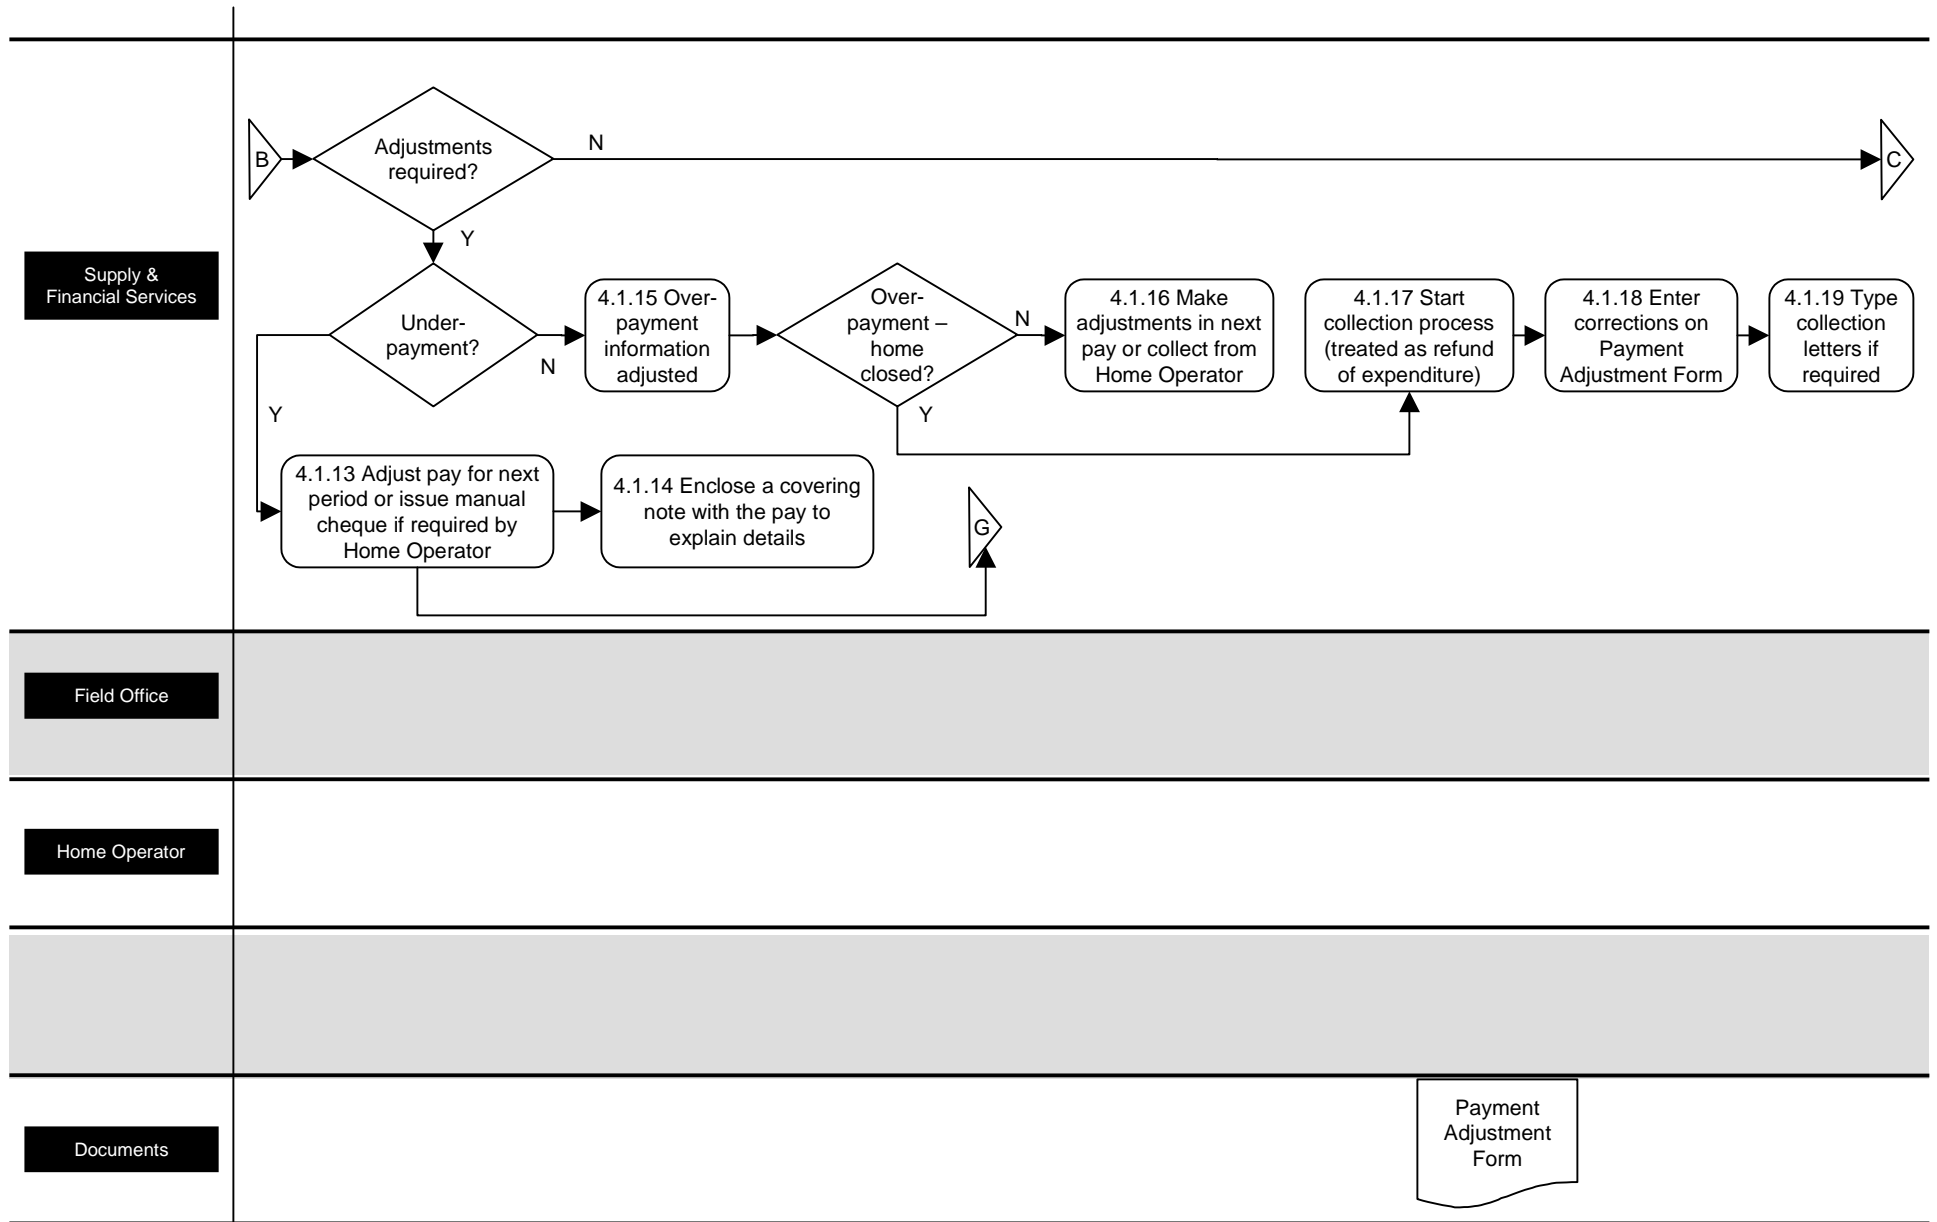 B
Adjustments
required?
N
C
Y
Supply &
Financial Services
Under-
payment?
N
Y
4.1.15 Over-
payment
information
adjusted
Over-
payment –
home
closed?
N
Y
4.1.16 Make
adjustments in next
pay or collect from
Home Operator
4.1.17 Start
collection process
(treated as refund
of expenditure)
4.1.18 Enter
corrections on
Payment
Adjustment Form
4.1.19 Type
collection
letters if
required
4.1.13 Adjust pay for next
period or issue manual
cheque if required by
Home Operator
4.1.14 Enclose a covering
note with the pay to
explain details
G
Field Office
Home Operator
Documents
Payment
Adjustment
Form